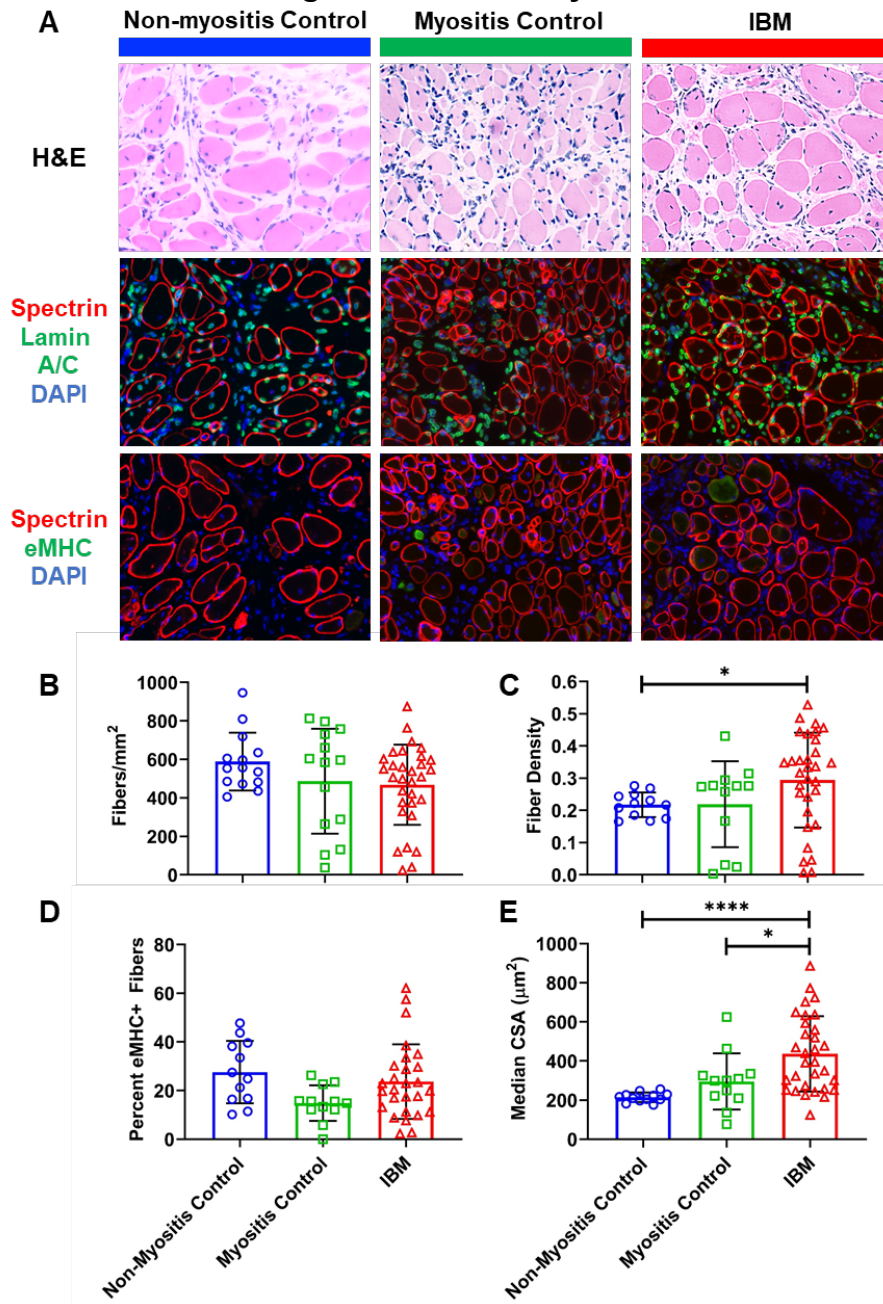 A
Non-myositis Control
Myositis Control
IBM
H&E
Spectrin
Lamin
A/C
DAPI
Spectrin
eMHC
DAPI
B
Fibers/mm²
1000
800
600
400
200
0
C
Fiber Density
0.6
0.5
0.4
0.3
0.2
0.1
0.0
*
D
Percent eMHC+ Fibers
80
60
40
20
0
Non-Myositis Control
Myositis Control
IBM
E
Median CSA (μm²)
1000
800
600
400
200
0
****
*
Non-Myositis Control
Myositis Control
IBM